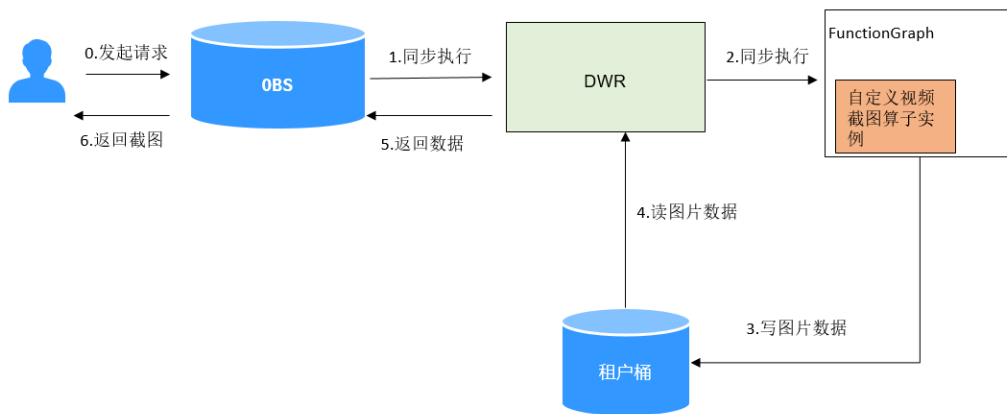 0.发起请求
OBS
1.同步执行
DWR
2.同步执行
FunctionGraph
自定义视频
截图算子实
例
6.返回截图
5.返回数据
4.读图片数据
3.写图片数据
租户桶